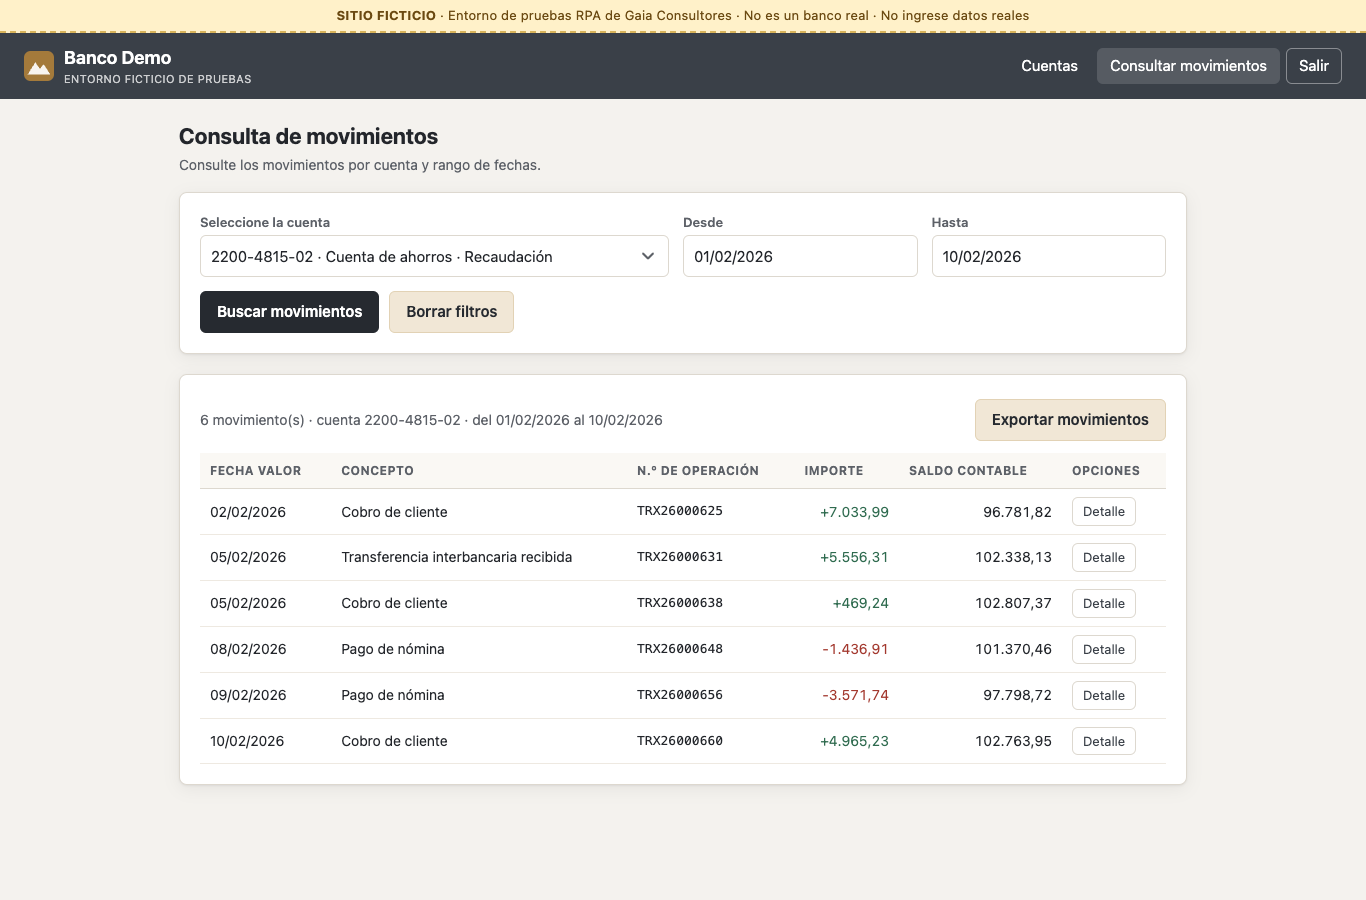 SITIO FICTICIO · Entorno de pruebas RPA de Gaia Consultores · No es un banco real · No ingrese datos reales
Banco Demo
ENTORNO FICTICIO DE PRUEBAS
Cuentas
Consultar movimientos
Salir
Consulta de movimientos
Consulte los movimientos por cuenta y rango de fechas.
Seleccione la cuenta
Desde
Hasta
2200-4815-02 · Cuenta de ahorros · Recaudación
01/02/2026
10/02/2026
Buscar movimientos
Borrar filtros
6 movimiento(s) · cuenta 2200-4815-02 · del 01/02/2026 al 10/02/2026
Exportar movimientos
FECHA VALOR CONCEPTO N.º DE OPERACIÓN IMPORTE SALDO CONTABLE OPCIONES
02/02/2026 Cobro de cliente TRX26000625 +7.033,99 96.781,82 Detalle
05/02/2026 Transferencia interbancaria recibida TRX26000631 +5.556,31 102.338,13 Detalle
05/02/2026 Cobro de cliente TRX26000638 +469,24 102.807,37 Detalle
08/02/2026 Pago de nómina TRX26000648 -1.436,91 101.370,46 Detalle
09/02/2026 Pago de nómina TRX26000656 -3.571,74 97.798,72 Detalle
10/02/2026 Cobro de cliente TRX26000660 +4.965,23 102.763,95 Detalle